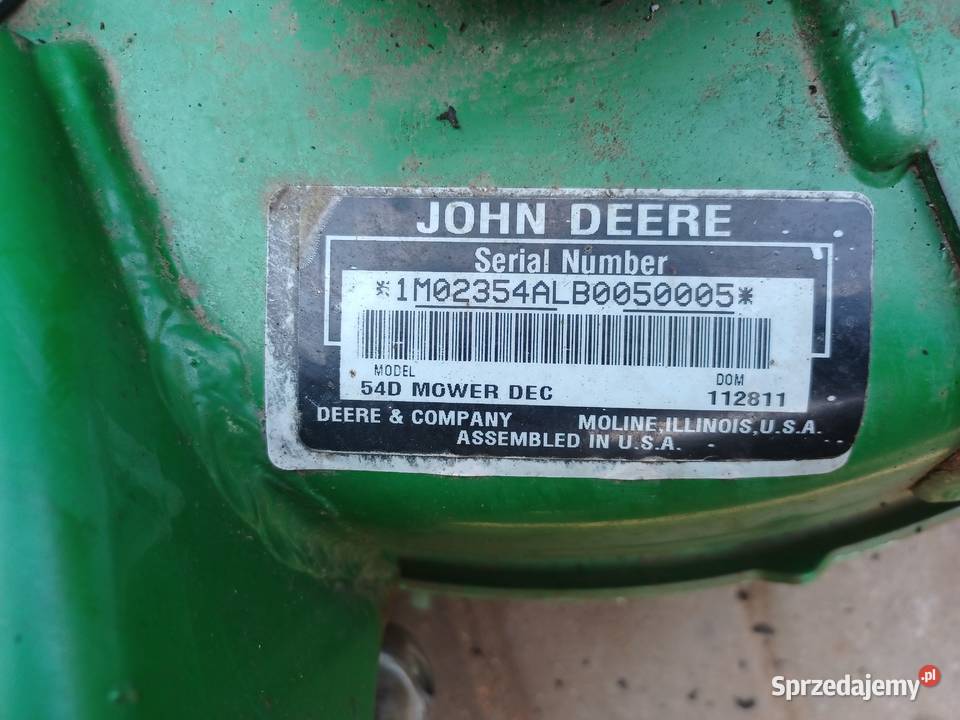 JOHN DEERE
Serial Number
*1M02354ALB0050005*
MODEL DOM
54D MOWER DEC 112811
DEERE & COMPANY MOLINE, ILLINOIS, U.S.A.
ASSEMBLED IN U.S.A.
Sprzedajemy.pl